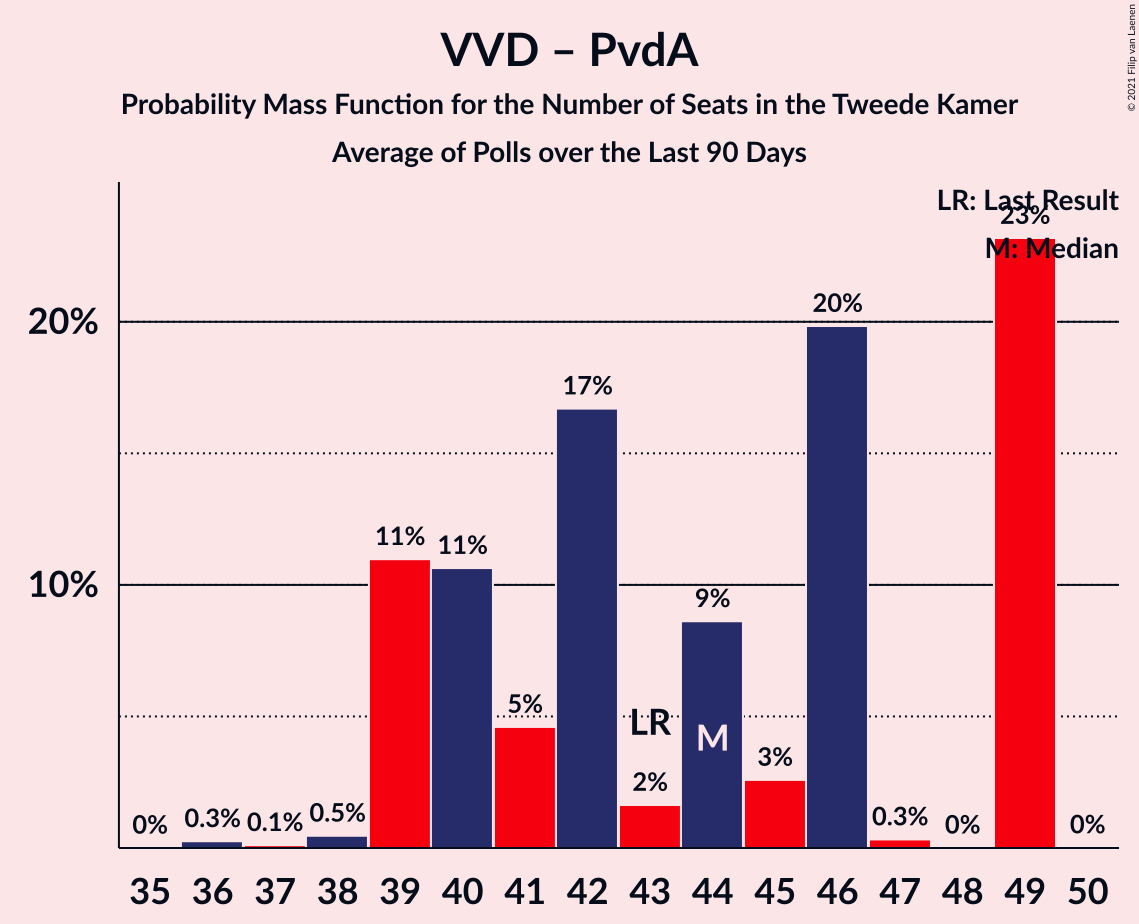 VVD – PvdA
Probability Mass Function for the Number of Seats in the Tweede Kamer
Average of Polls over the Last 90 Days
© 2021 Filip van Laenen
LR: Last Result
M: Median
23%
20%
20%
17%
11%
11%
10%
9%
5%
LR
M
3%
2%
0%
0.3%
0.1%
0.5%
0.3%
0%
0%
35 36 37 38 39 40 41 42 43 44 45 46 47 48 49 50